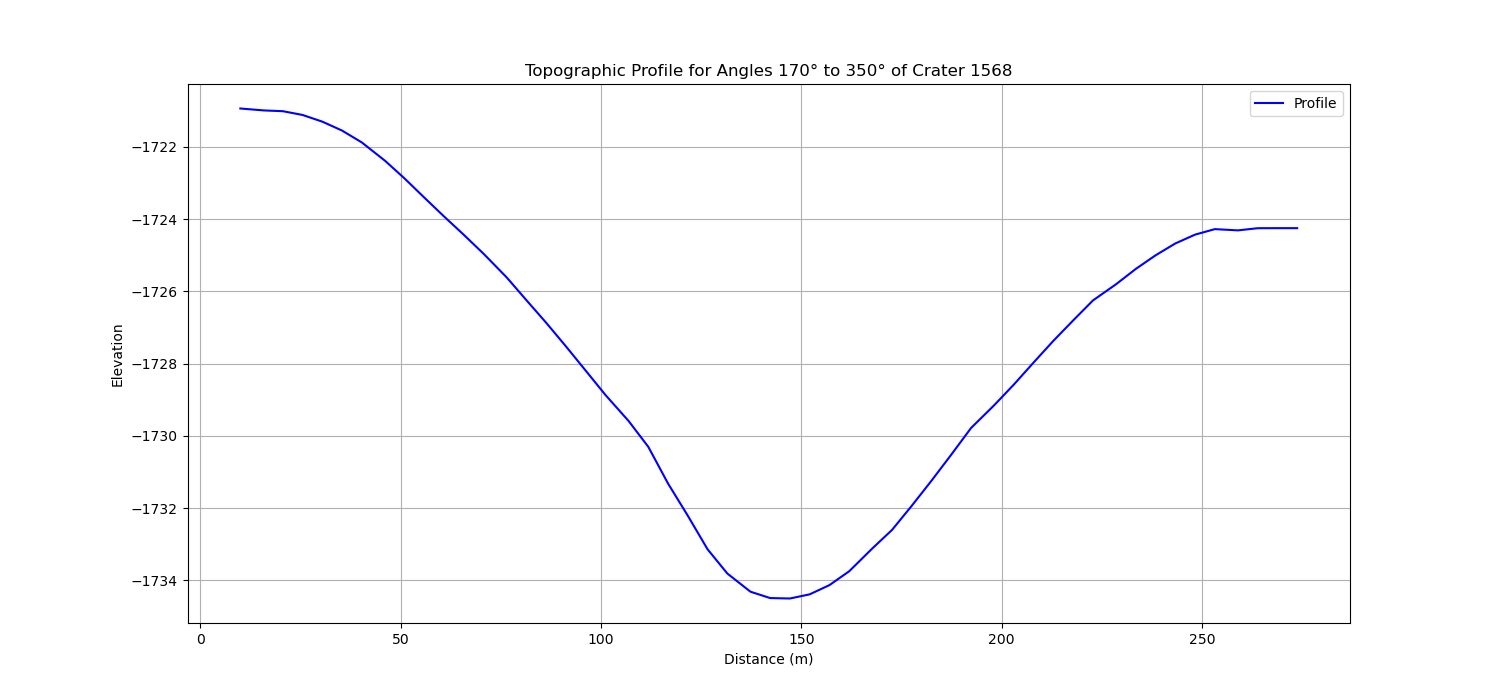 Topographic Profile for Angles 170° to 350° of Crater 1568
Profile
−1722
−1724
−1726
−1728
−1730
−1732
−1734
Elevation
0 50 100 150 200 250
Distance (m)